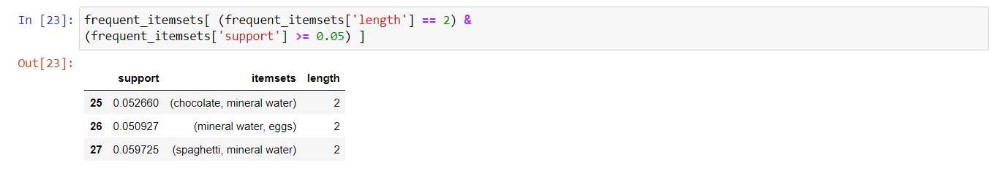 In [23]: frequent_itemsets[ (frequent_itemsets['length'] == 2) &
(frequent_itemsets['support'] >= 0.05) ]
Out[23]:
support itemsets length
25 0.052660 (chocolate, mineral water) 2
26 0.050927 (mineral water, eggs) 2
27 0.059725 (spaghetti, mineral water) 2